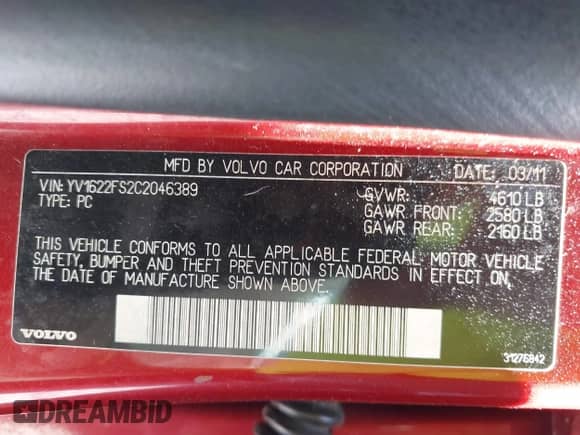 MFD BY VOLVO CAR CORPORATION DATE: 03/11
VIN: YV1622FS2C2046389 GVWR: 4610 LB
TYPE: PC GAWR FRONT: 2580 LB
GAWR REAR: 2160 LB
THIS VEHICLE CONFORMS TO ALL APPLICABLE FEDERAL MOTOR VEHICLE
SAFETY, BUMPER AND THEFT PREVENTION STANDARDS IN EFFECT ON,
THE DATE OF MANUFACTURE SHOWN ABOVE.
VOLVO 31276842
DREAMBID